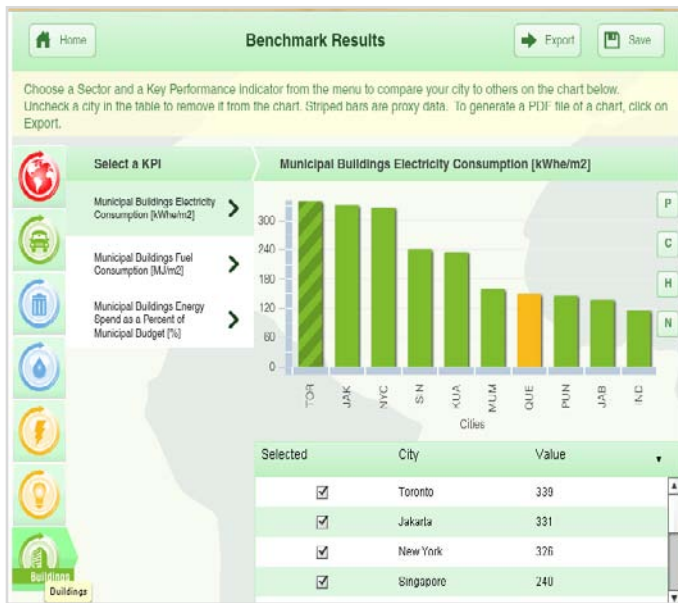 Home
Benchmark Results
Export
Save
Choose a Sector and a Key Performance indicator from the menu to compare your city to others on the chart below.
Uncheck a city in the table to remove it from the chart. Striped bars are proxy data. To generate a PDF file of a chart, click on
Export.
Select a KPI
Municipal Buildings Electricity Consumption [kWhe/m2]
Municipal Buildings Electricity
Consumption [kWhe/m2]
Municipal Buildings Fuel
Consumption [MJ/m2]
Municipal Buildings Energy
Spend as a Percent of
Municipal Budget [%]
300
240
180
120
60
0
P
C
H
N
TOR
JAK
NYC
SIN
KUA
MUM
QUE
PUN
JAB
IND
Cities
Selected
City
Value
Toronto
339
Jakarta
331
New York
326
Singapore
240
Buildings
Buildings